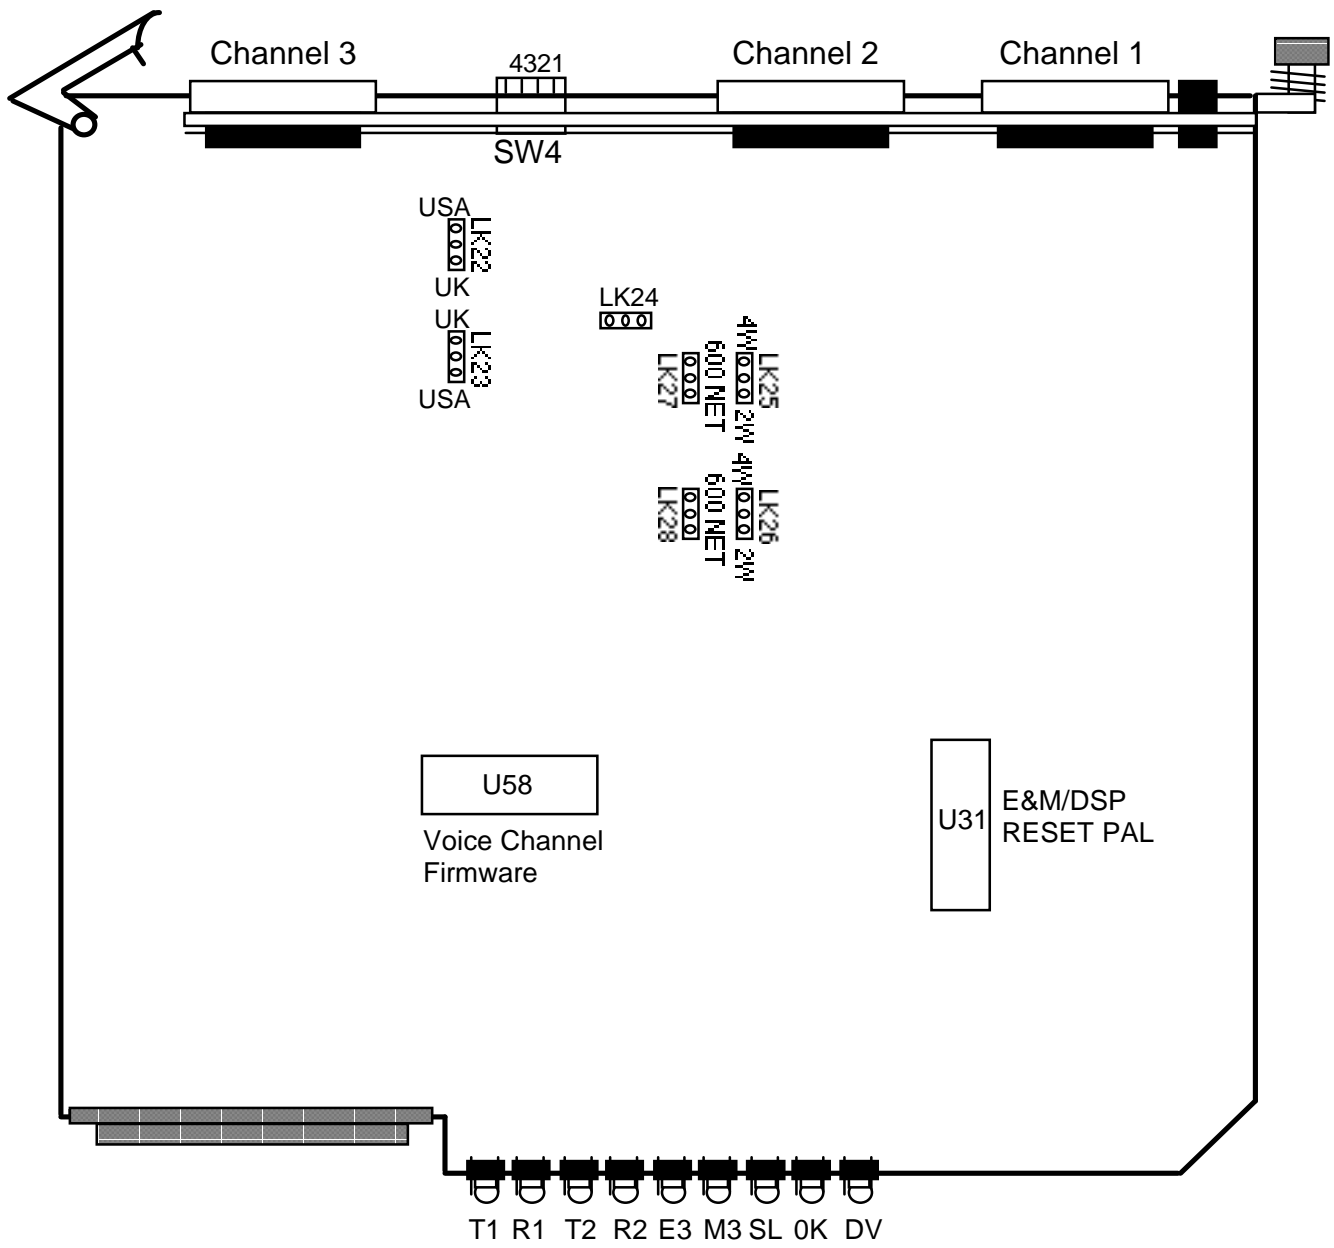 Channel 3
4321
Channel 2
Channel 1
SW4
USA
LK22
UK
UK
LK23
USA
LK24
LK27
600 NET
4W
2W
LK25
LK28
600 NET
4W
2W
LK26
U58
Voice Channel
Firmware
U31
E&M/DSP
RESET PAL
T1 R1 T2 R2 E3 M3 SL 0K DV